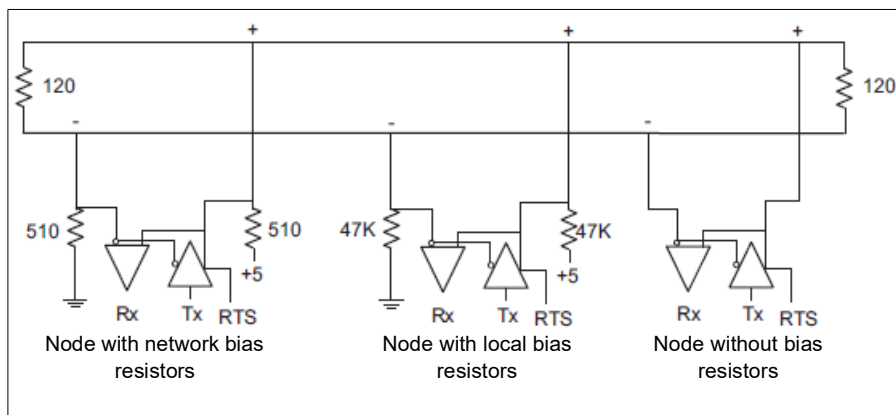 + + +
120 120
- - -
510 510 47K 47K
+5 +5
Rx Tx RTS Rx Tx RTS Rx Tx RTS
Node with network bias
resistors
Node with local bias
resistors
Node without bias
resistors